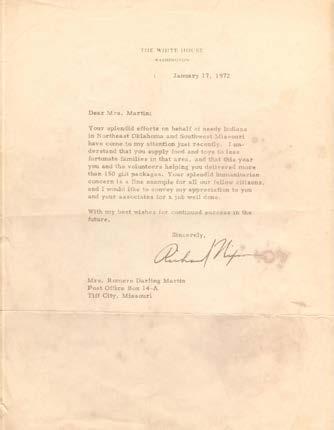 THE WHITE HOUSE
WASHINGTON
January 17, 1972
Dear Mrs. Martin:
Your splendid efforts on behalf of needy Indians
in Northeast Oklahoma and Southwest Missouri
have come to my attention just recently. I un-
derstand that you supply food and toys to less
fortunate families in that area, and that this year
you and the volunteers helping you delivered more
than 150 gift packages. Your splendid humanitarian
concern is a fine example for all our fellow citizens,
and I would like to convey my appreciation to you
and your associates for a job well done.
With my best wishes for continued success in the
future.
Sincerely,
Richard Nixon
Mrs. Romere Darling Martin
Post Office Box 14-A
Tiff City, Missouri